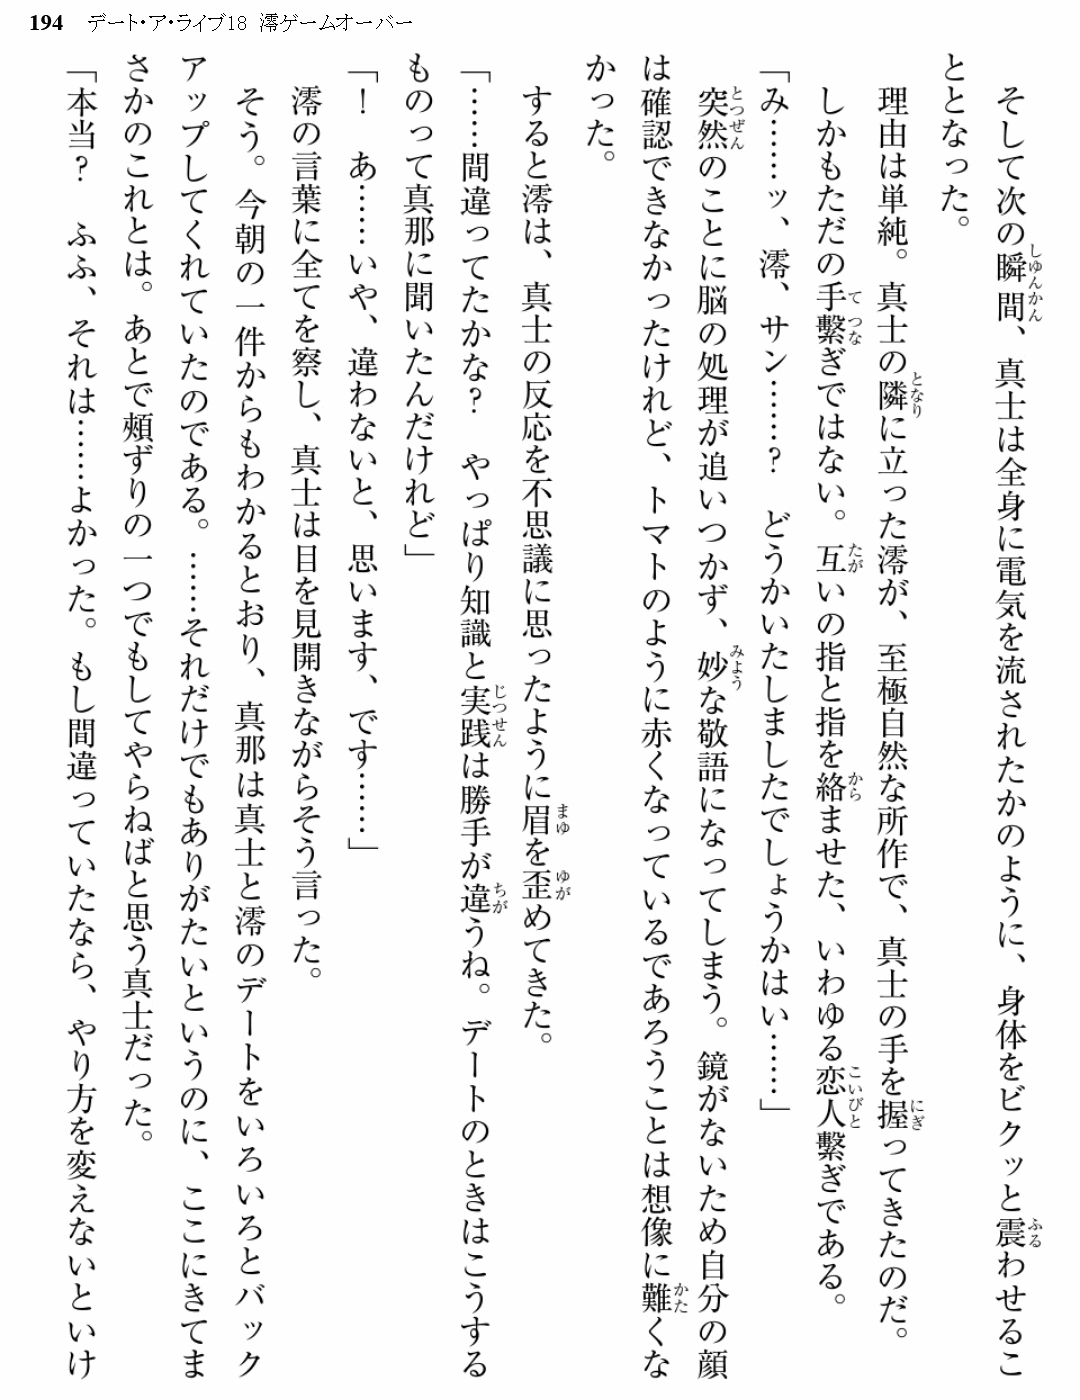 194　デート・ア・ライブ18 澪ゲームオーバー
　そして次の瞬間、真士は全身に電気を流されたかのように、身体をビクッと震わせるこ
ととなった。
　理由は単純。真士の隣に立った澪が、至極自然な所作で、真士の手を握ってきたのだ。
　しかもただの手繋ぎではない。互いの指と指を絡ませた、いわゆる恋人繋ぎである。
「み……ッ、澪、サン……？　どうかいたしましたでしょうかはい……」
　突然のことに脳の処理が追いつかず、妙な敬語になってしまう。鏡がないため自分の顔
は確認できなかったけれど、トマトのように赤くなっているであろうことは想像に難くな
かった。
　すると澪は、真士の反応を不思議に思ったように眉を歪めてきた。
「……間違ってたかな？　やっぱり知識と実践は勝手が違うね。デートのときはこうする
ものって真那に聞いたんだけれど」
「！　あ……いや、違わないと、思います、です……」
　澪の言葉に全てを察し、真士は目を見開きながらそう言った。
　そう。今朝の一件からもわかるとおり、真那は真士と澪のデートをいろいろとバック
アップしてくれていたのである。……それだけでもありがたいというのに、ここにきてま
さかのこれとは。あとで頰ずりの一つでもしてやらねばと思う真士だった。
「本当？　ふふ、それは……よかった。もし間違っていたなら、やり方を変えないといけ